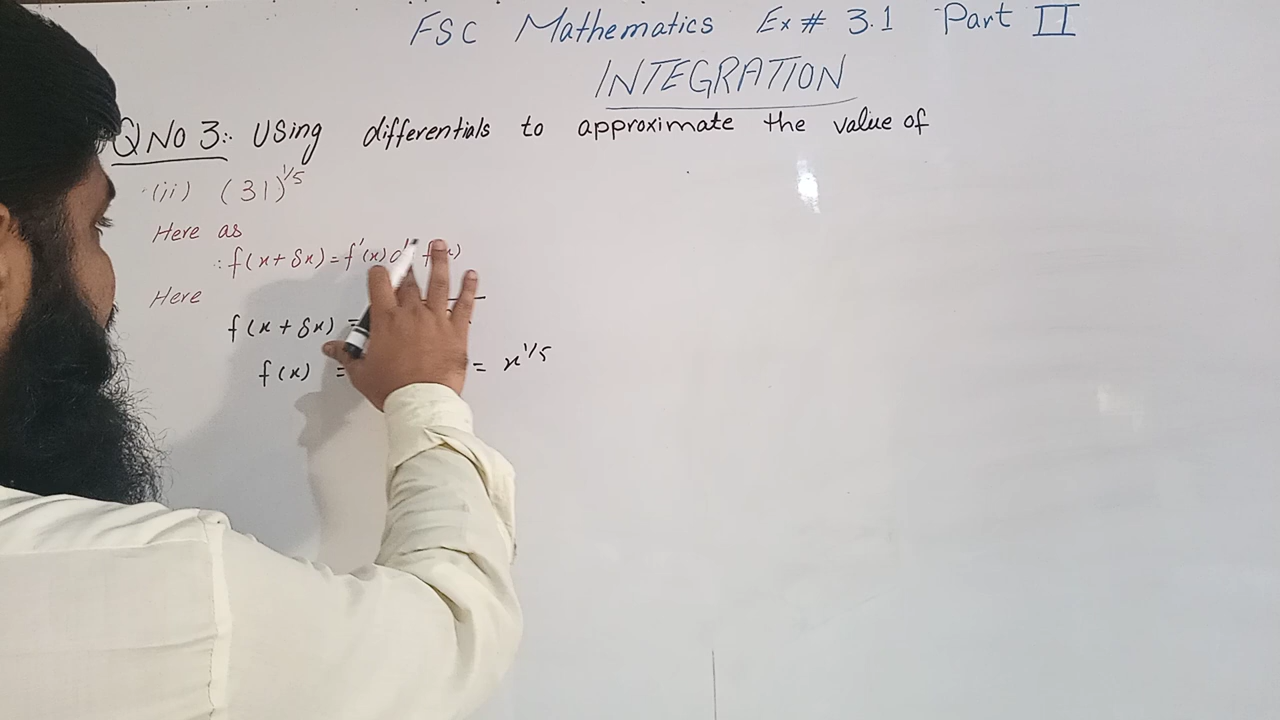 FSC Mathematics Ex # 3.1 Part II
INTEGRATION
Q NO 3:- Using differentials to approximate the value of
(ii) (31)^1/5
Here as
∴ f(x+δx) = f'(x)d f(x)
Here
f(x+δx) =
f(x) = = x^1/5